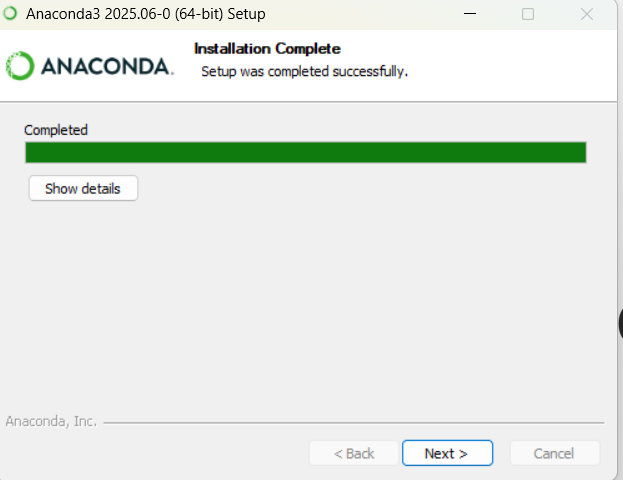 Anaconda3 2025.06-0 (64-bit) Setup
Installation Complete
ANACONDA.
Setup was completed successfully.
Completed
Show details
Anaconda, Inc.
< Back
Next >
Cancel